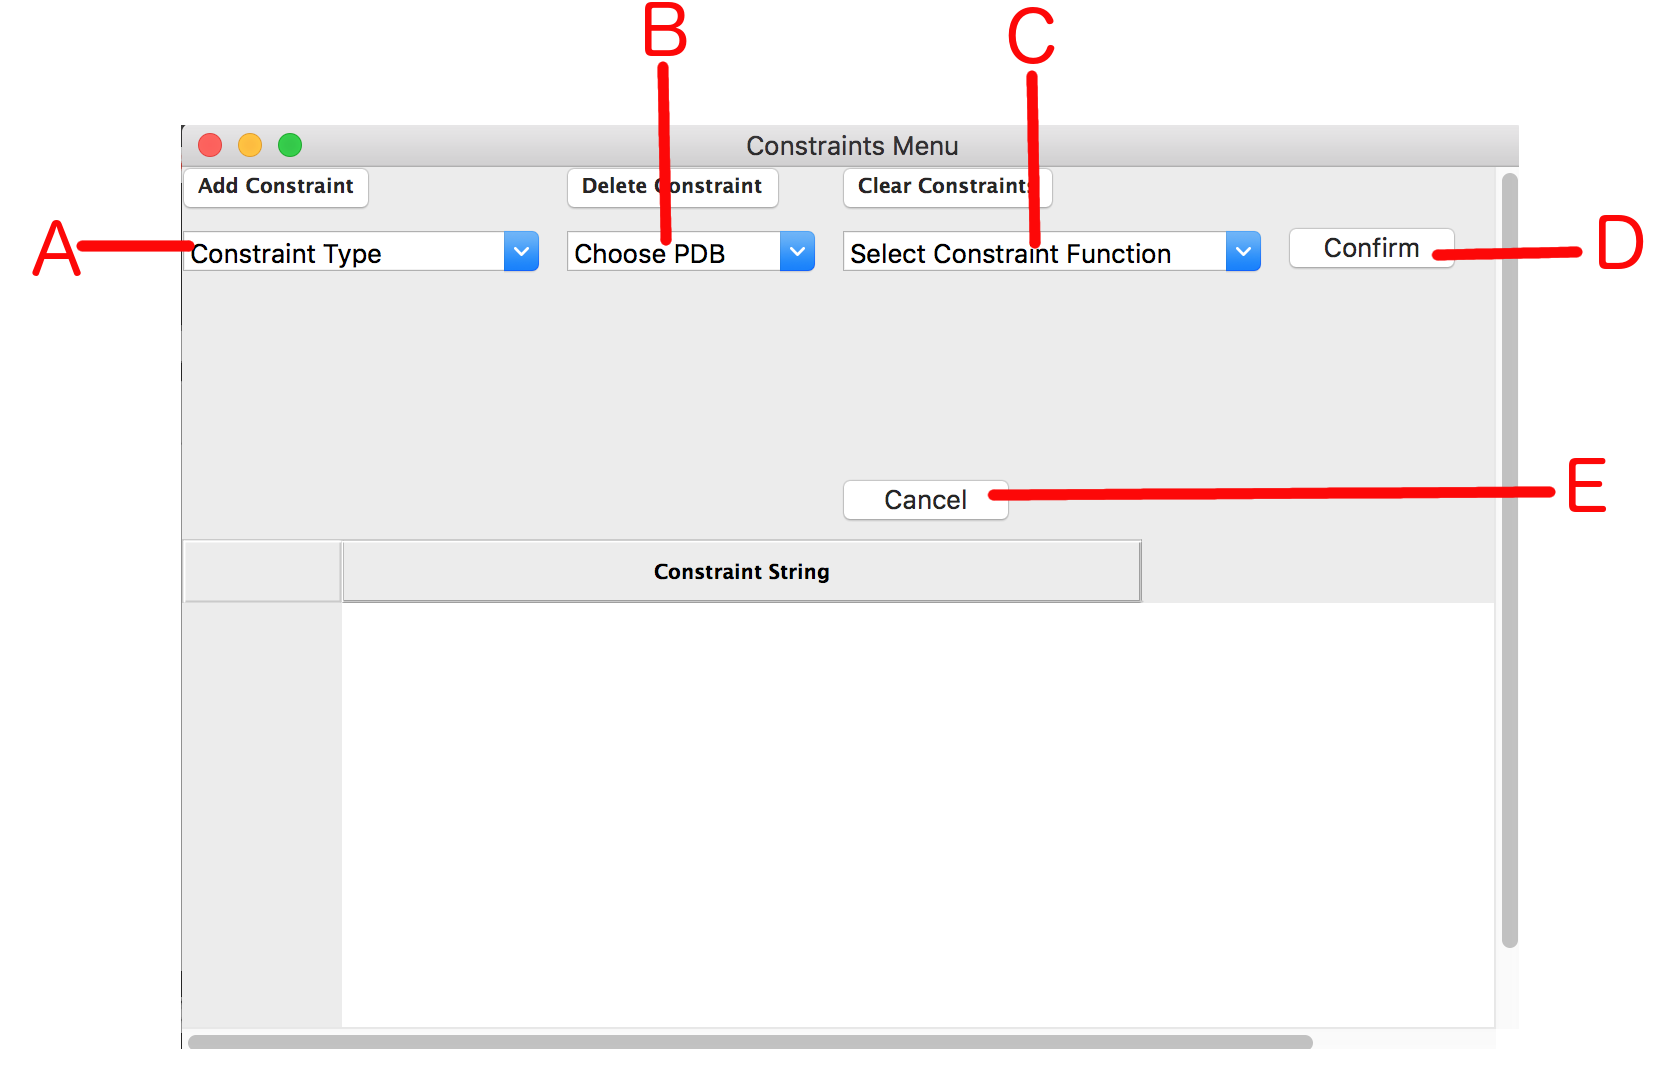 B
C
Constraints Menu
Add Constraint Delete Constraint Clear Constraints
A Constraint Type Choose PDB Select Constraint Function Confirm D
Cancel E
Constraint String